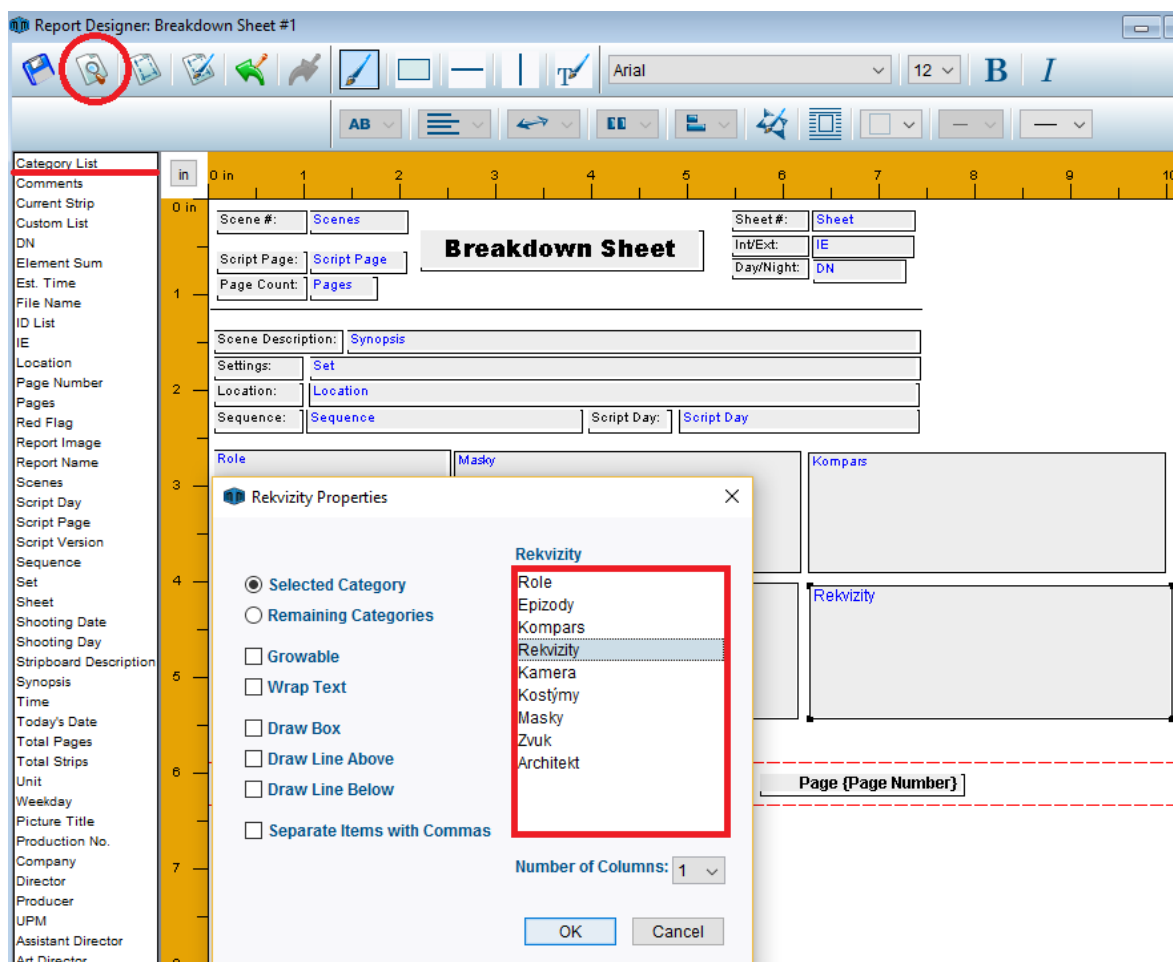 Report Designer: Breakdown Sheet #1
Arial
12
B
I
AB
Category List
Comments
Current Strip
Custom List
DN
Element Sum
Est. Time
File Name
ID List
IE
Location
Page Number
Pages
Red Flag
Report Image
Report Name
Scenes
Script Day
Script Page
Script Version
Sequence
Set
Sheet
Shooting Date
Shooting Day
Stripboard Description
Synopsis
Time
Today's Date
Total Pages
Total Strips
Unit
Weekday
Picture Title
Production No.
Company
Director
Producer
UPM
Assistant Director
Art Director
in
0 in 1 2 3 4 5 6 7 8 9 10
0 in
1
2
3
4
5
6
7
Scene #: Scenes
Breakdown Sheet
Sheet #: Sheet
Int/Ext: IE
Script Page: Script Page
Day/Night: DN
Page Count: Pages
Scene Description: Synopsis
Settings: Set
Location: Location
Sequence: Sequence Script Day: Script Day
Role Masky Kompars
Rekvizity
Page {Page Number}
Rekvizity Properties
Selected Category
Remaining Categories
Growable
Wrap Text
Draw Box
Draw Line Above
Draw Line Below
Separate Items with Commas
Rekvizity
Role
Epizody
Kompars
Rekvizity
Kamera
Kostýmy
Masky
Zvuk
Architekt
Number of Columns: 1
OK Cancel